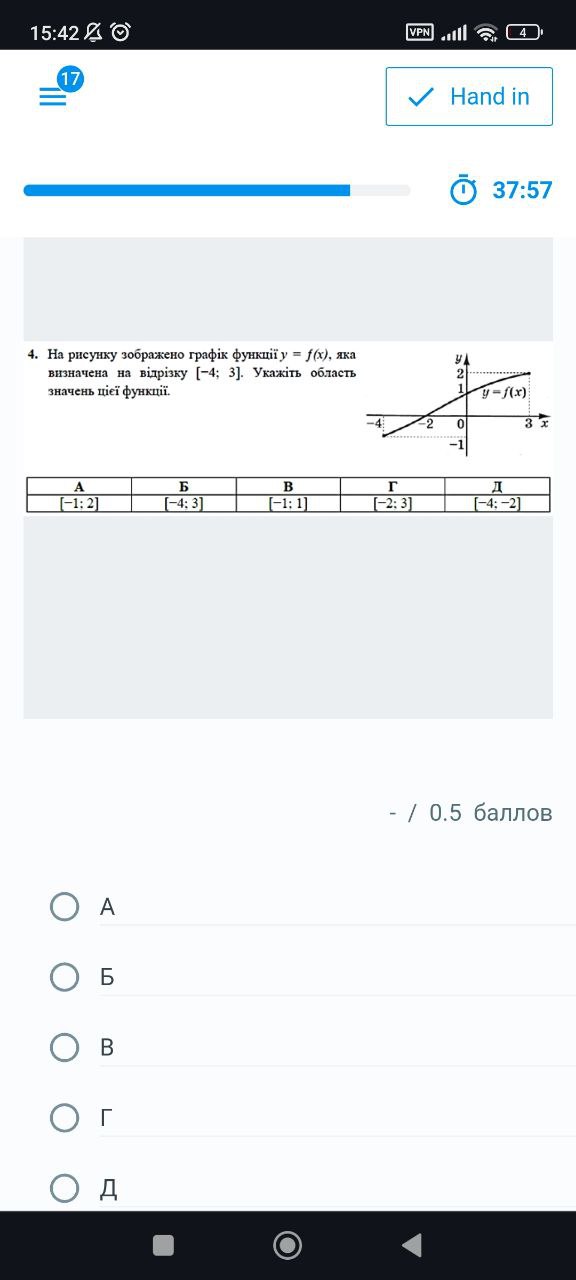 15:42 VPN 4
17
Hand in
37:57
4. На рисунку зображено графік функції y = f(x), яка
визначена на відрізку [−4; 3]. Укажіть область
значень цієї функції.
y
2
1 y = f(x)
−4 −2 0 3 x
−1
А Б В Г Д
[−1; 2] [−4; 3] [−1; 1] [−2; 3] [−4; −2]
- / 0.5 баллов
А
Б
В
Г
Д